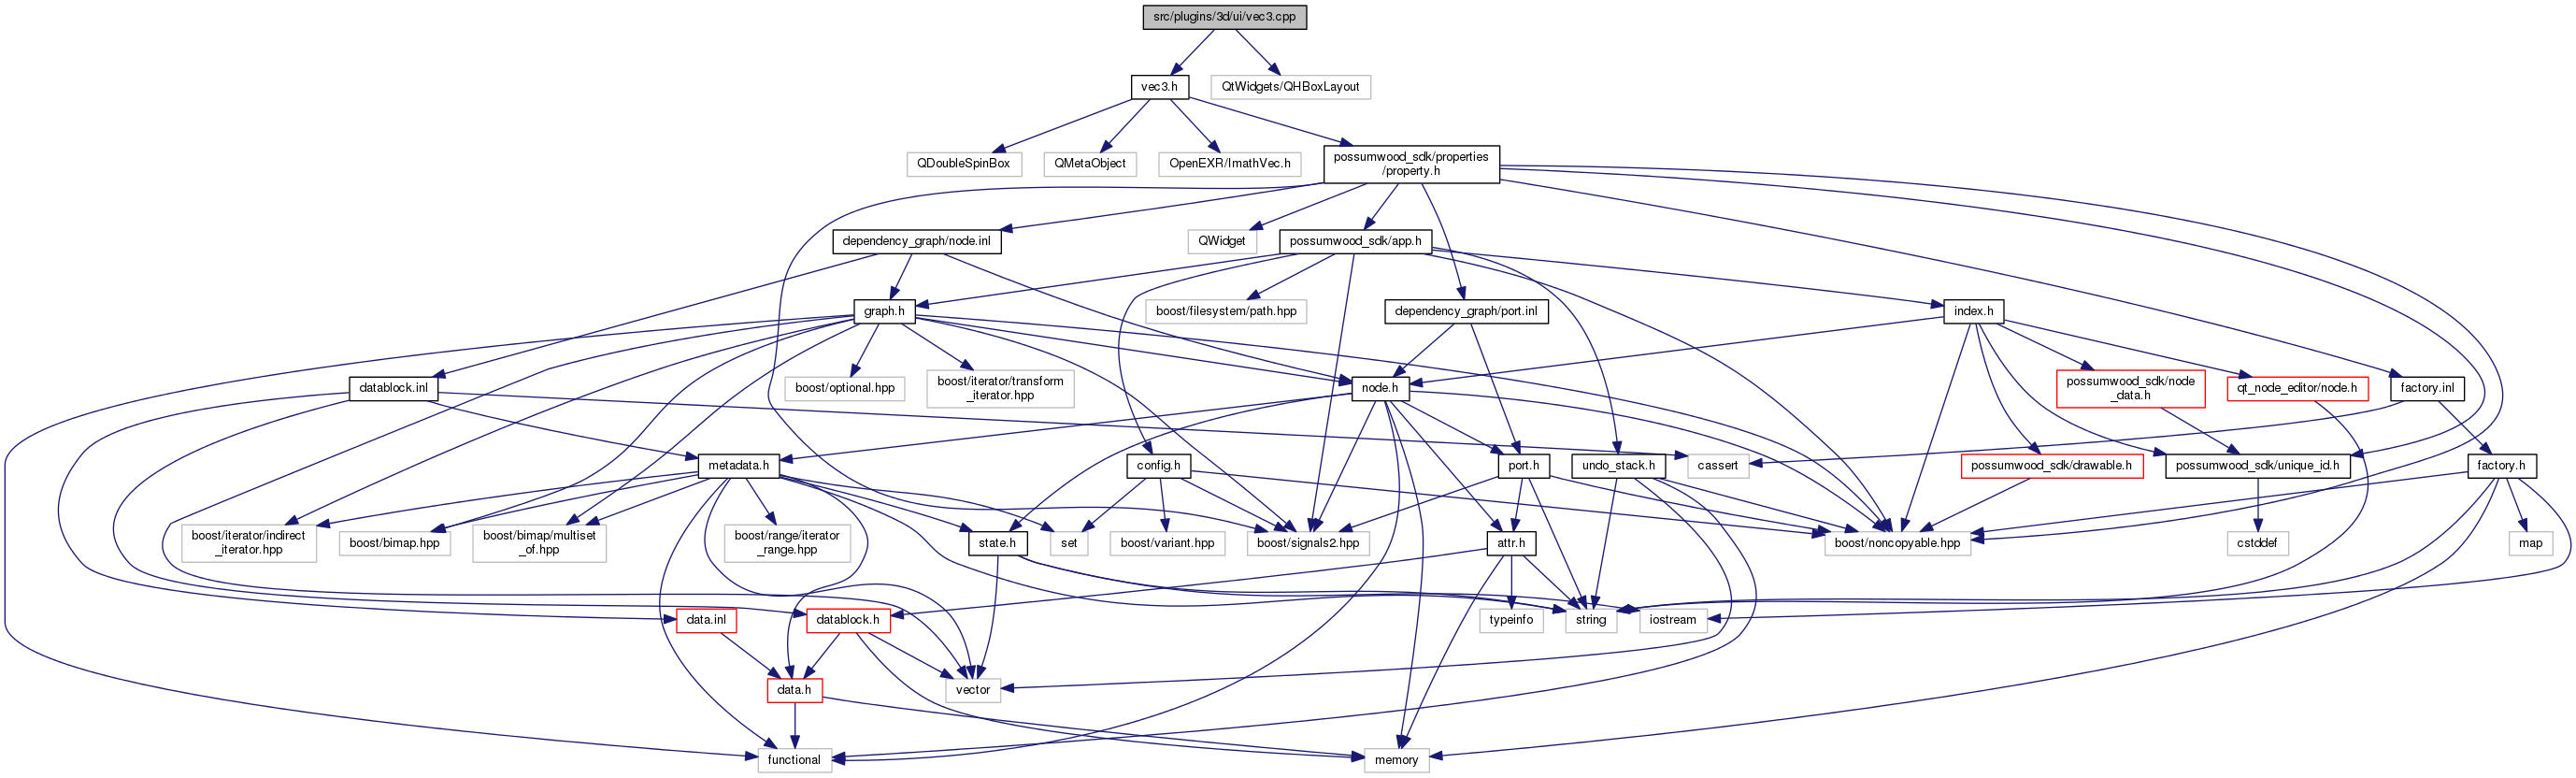 src/plugins/3d/ui/vec3.cpp
vec3.h
QtWidgets/QHBoxLayout
QDoubleSpinBox
QMetaObject
OpenEXR/ImathVec.h
possumwood_sdk/properties
/property.h
dependency_graph/node.inl
QWidget
possumwood_sdk/app.h
graph.h
boost/filesystem/path.hpp
dependency_graph/port.inl
index.h
datablock.inl
boost/optional.hpp
boost/iterator/transform
_iterator.hpp
node.h
possumwood_sdk/node
_data.h
qt_node_editor/node.h
factory.inl
metadata.h
config.h
port.h
undo_stack.h
cassert
possumwood_sdk/drawable.h
possumwood_sdk/unique_id.h
factory.h
boost/iterator/indirect
_iterator.hpp
boost/bimap.hpp
boost/bimap/multiset
_of.hpp
boost/range/iterator
_range.hpp
state.h
set
boost/variant.hpp
boost/signals2.hpp
attr.h
boost/noncopyable.hpp
cstddef
map
data.inl
datablock.h
typeinfo
string
iostream
data.h
vector
functional
memory